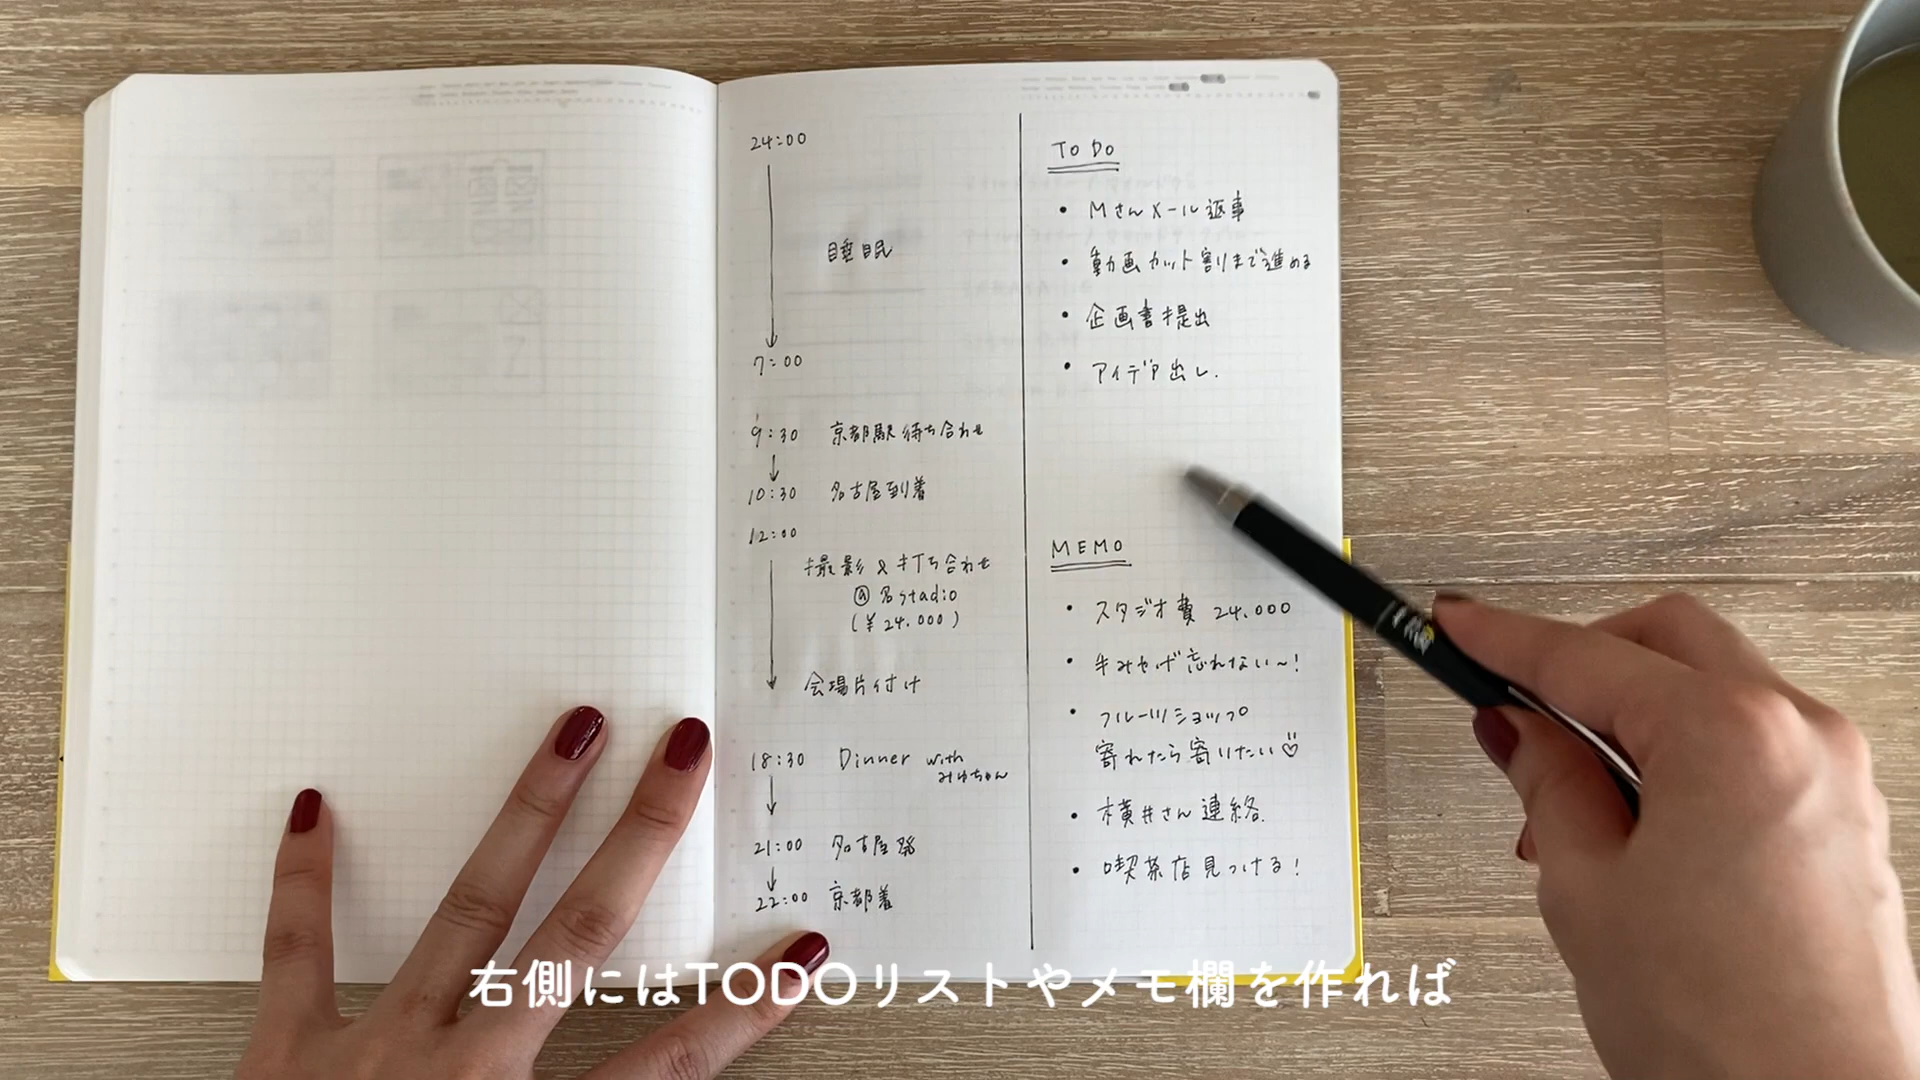 24:00
睡眠
7:00
9:30 京都駅待ち合わせ
10:30 名古屋到着
12:00
撮影&打ち合わせ
@名stadio
(¥24.000)
会場片付け
18:30 Dinner with
みゆちゃん
21:00 名古屋発
22:00 京都着
TO DO
・Mさんメール返事
・動画カット割りまで進める
・企画書提出
・アイデア出し.
MEMO
・スタジオ費 24.000
・手みやげ忘れない~!
・フルーツショップ
寄れたら寄りたい♡
・横井さん連絡.
・喫茶店見つける!
右側にはTODOリストやメモ欄を作れば